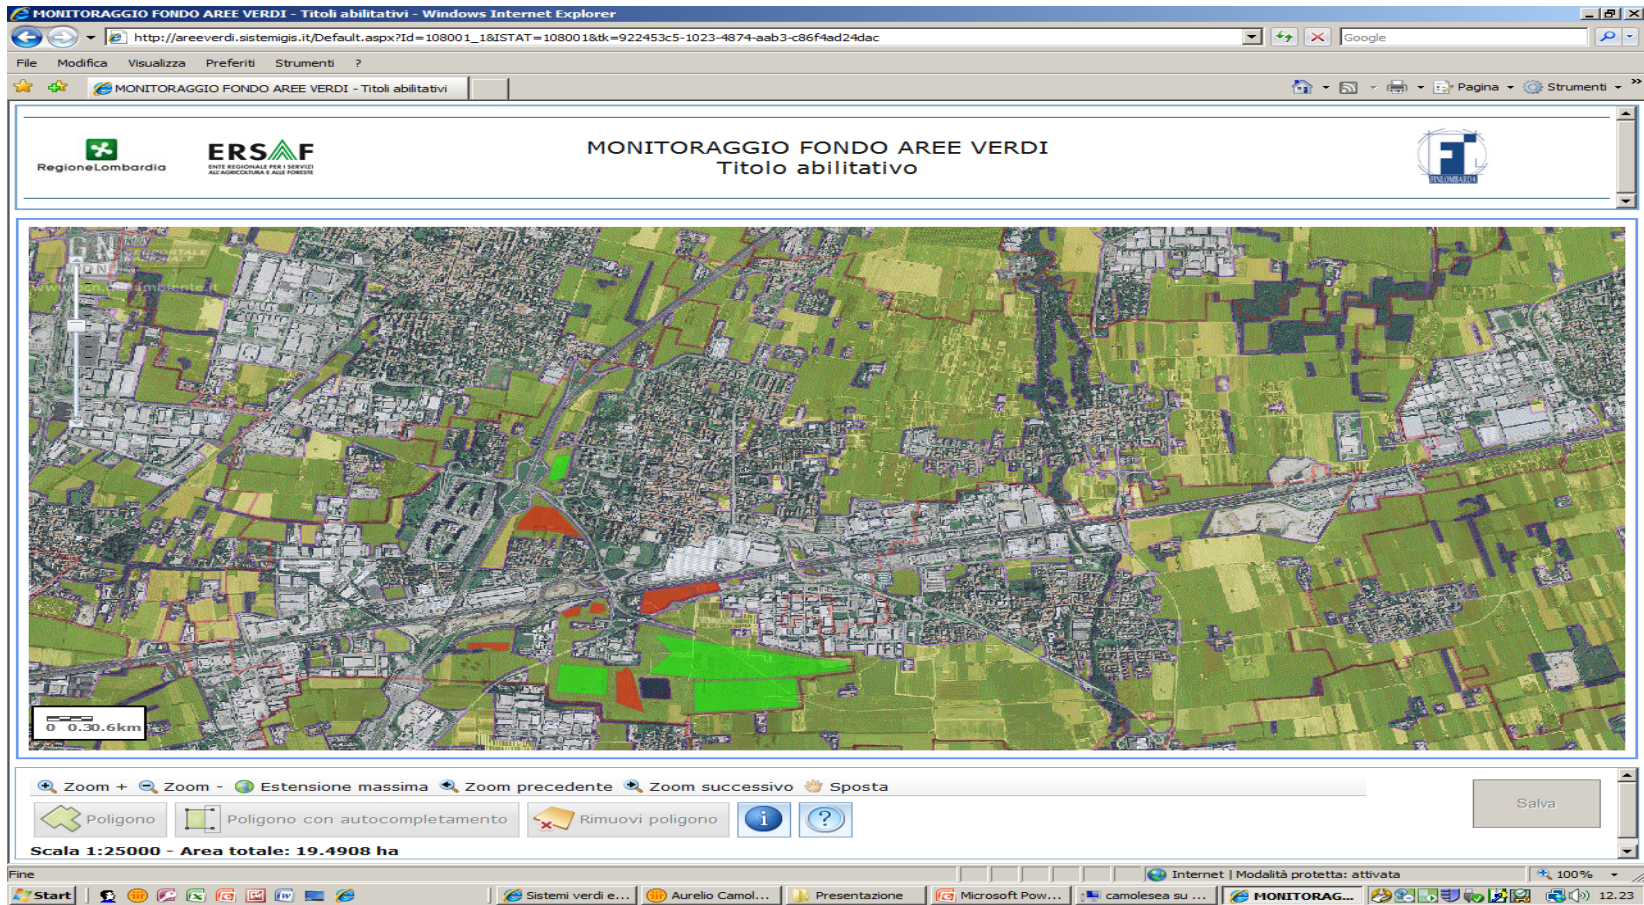 MONITORAGGIO FONDO AREE VERDI - Titoli abilitativi - Windows Internet Explorer
http://areeverdi.sistemigis.it/Default.aspx?Id=108001_1&ISTAT=108001&tk=922453c5-1023-4874-aab3-c86f4ad24dac
Google
File Modifica Visualizza Preferiti Strumenti ?
MONITORAGGIO FONDO AREE VERDI - Titoli abilitativi
Pagina Strumenti
RegioneLombardia
ERSAF
ENTE REGIONALE PER I SERVIZI
ALL'AGRICOLTURA E ALLE FORESTE
MONITORAGGIO FONDO AREE VERDI
Titolo abilitativo
FINLOMBARDA
GEOPORTALE
NAZIONALE
0 0.30.6km
Zoom + Zoom - Estensione massima Zoom precedente Zoom successivo Sposta
Poligono Poligono con autocompletamento Rimuovi poligono
Salva
Scala 1:25000 - Area totale: 19.4908 ha
Fine
Internet | Modalità protetta: attivata
100%
Start Sistemi verdi e... Aurelio Camol... Presentazione Microsoft Pow... camolesea su ... MONITORAG... 12.23